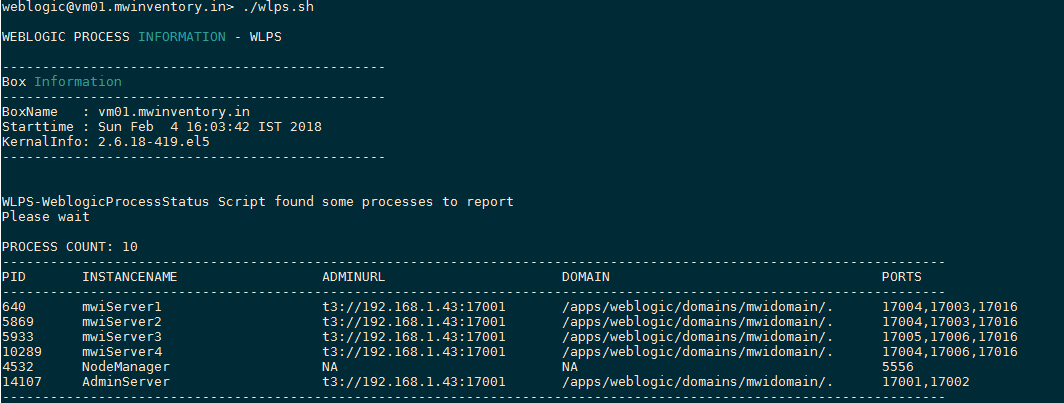 weblogic@vm01.mwinventory.in> ./wlps.sh
WEBLOGIC PROCESS INFORMATION - WLPS
------------------------------------------------
Box Information
------------------------------------------------
BoxName   : vm01.mwinventory.in
Starttime : Sun Feb  4 16:03:42 IST 2018
KernalInfo: 2.6.18-419.el5
------------------------------------------------
WLPS-WeblogicProcessStatus Script found some processes to report
Please wait
PROCESS COUNT: 10
----------------------------------------------------------------------------------------------------------------------
PID       INSTANCENAME                  ADMINURL                      DOMAIN                                  PORTS
----------------------------------------------------------------------------------------------------------------------
640       mwiServer1                    t3://192.168.1.43:17001       /apps/weblogic/domains/mwidomain/.      17004,17003,17016
5869      mwiServer2                    t3://192.168.1.43:17001       /apps/weblogic/domains/mwidomain/.      17004,17003,17016
5933      mwiServer3                    t3://192.168.1.43:17001       /apps/weblogic/domains/mwidomain/.      17005,17006,17016
10289     mwiServer4                    t3://192.168.1.43:17001       /apps/weblogic/domains/mwidomain/.      17004,17006,17016
4532      NodeManager                   NA                            NA                                      5556
14107     AdminServer                   t3://192.168.1.43:17001       /apps/weblogic/domains/mwidomain/.      17001,17002
----------------------------------------------------------------------------------------------------------------------